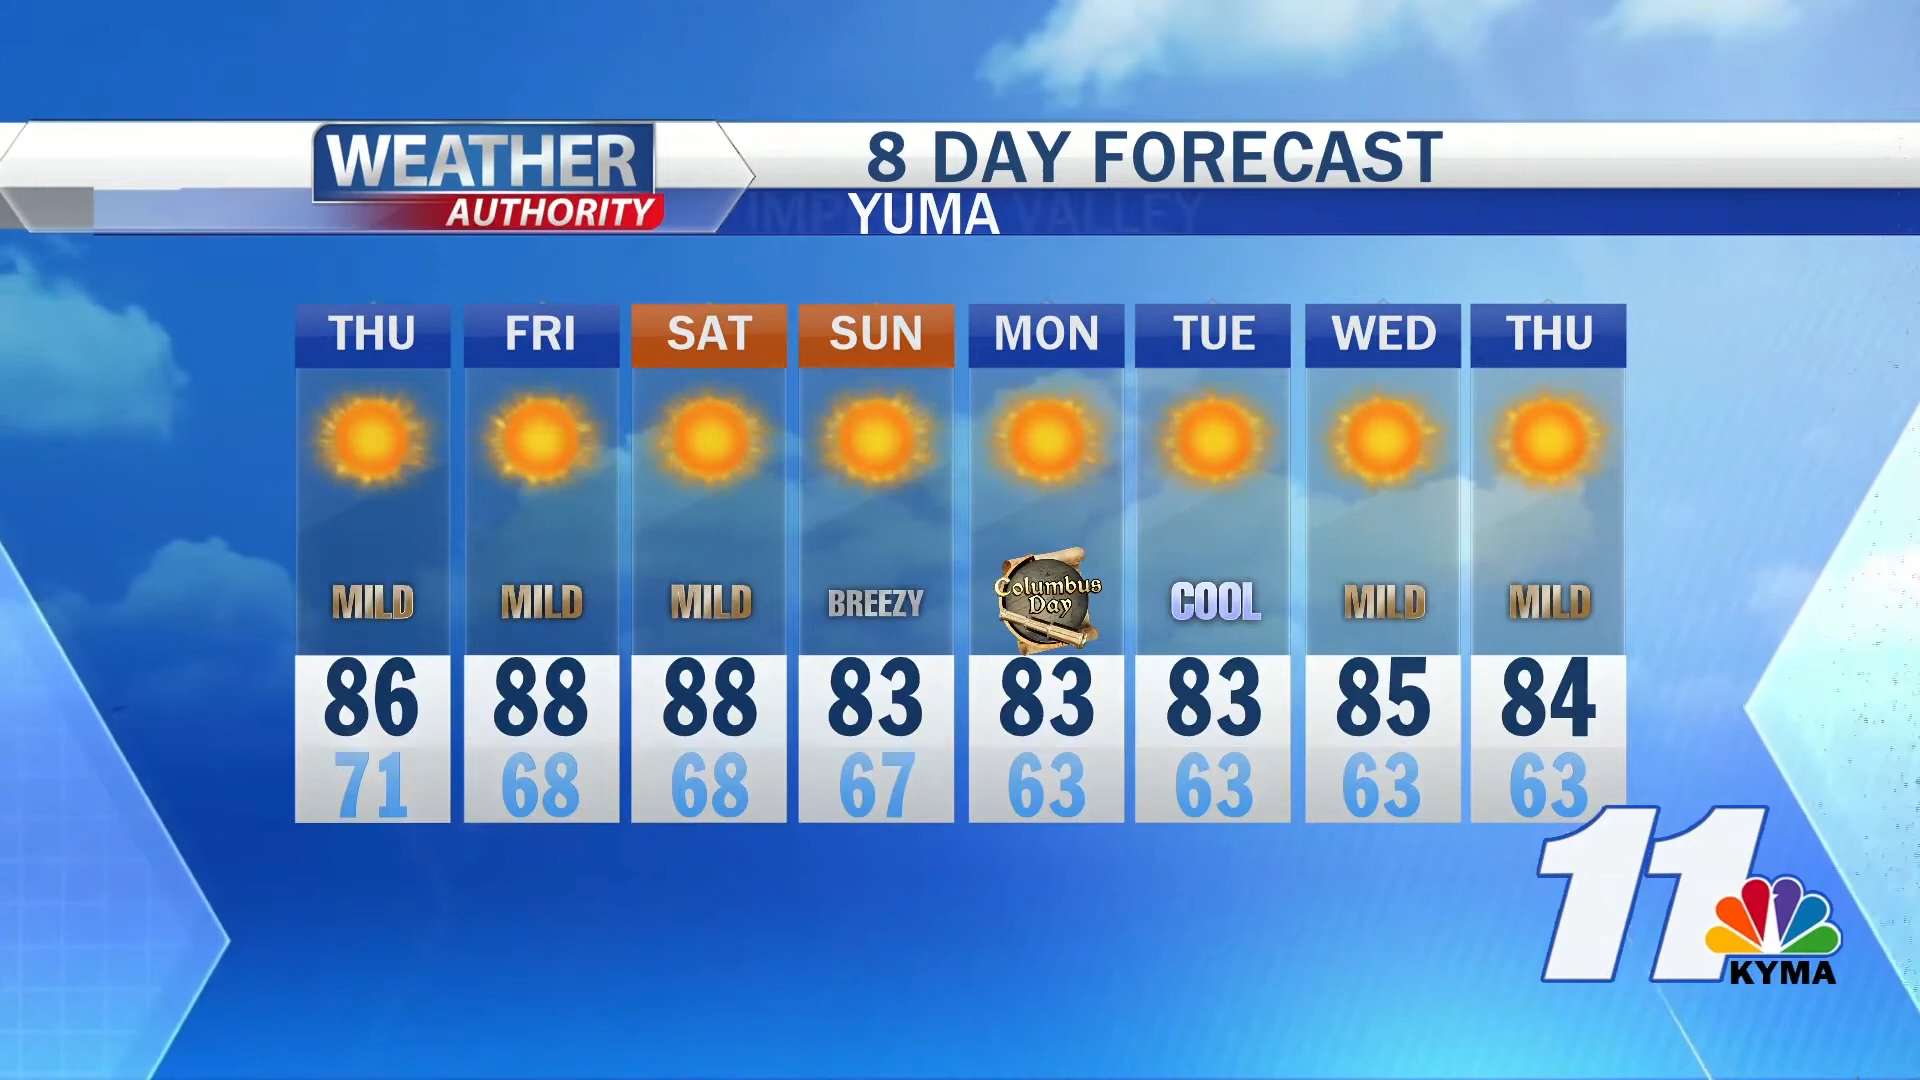 WEATHER
AUTHORITY
8 DAY FORECAST
YUMA
IMP VALLEY
THU FRI SAT SUN MON TUE WED THU
Columbus
Day
MILD MILD MILD BREEZY COOL MILD MILD
86 88 88 83 83 83 85 84
71 68 68 67 63 63 63 63
11
KYMA